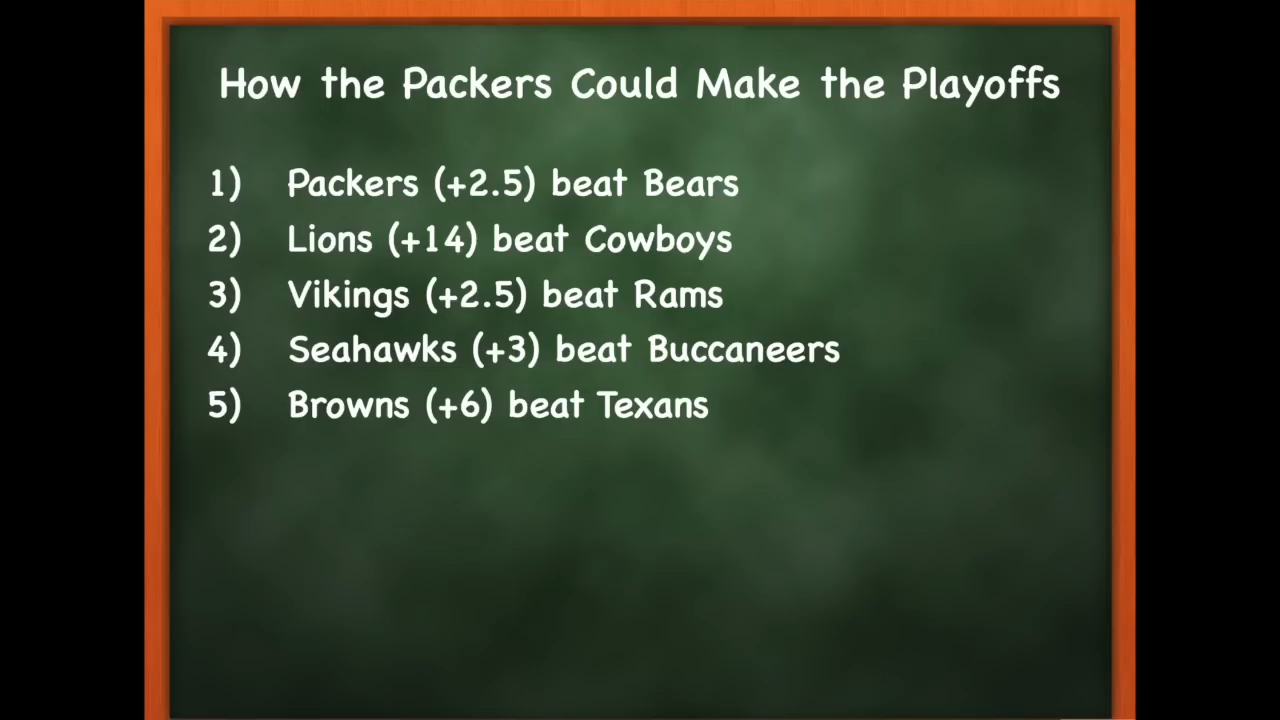 How the Packers Could Make the Playoffs
1) Packers (+2.5) beat Bears
2) Lions (+14) beat Cowboys
3) Vikings (+2.5) beat Rams
4) Seahawks (+3) beat Buccaneers
5) Browns (+6) beat Texans